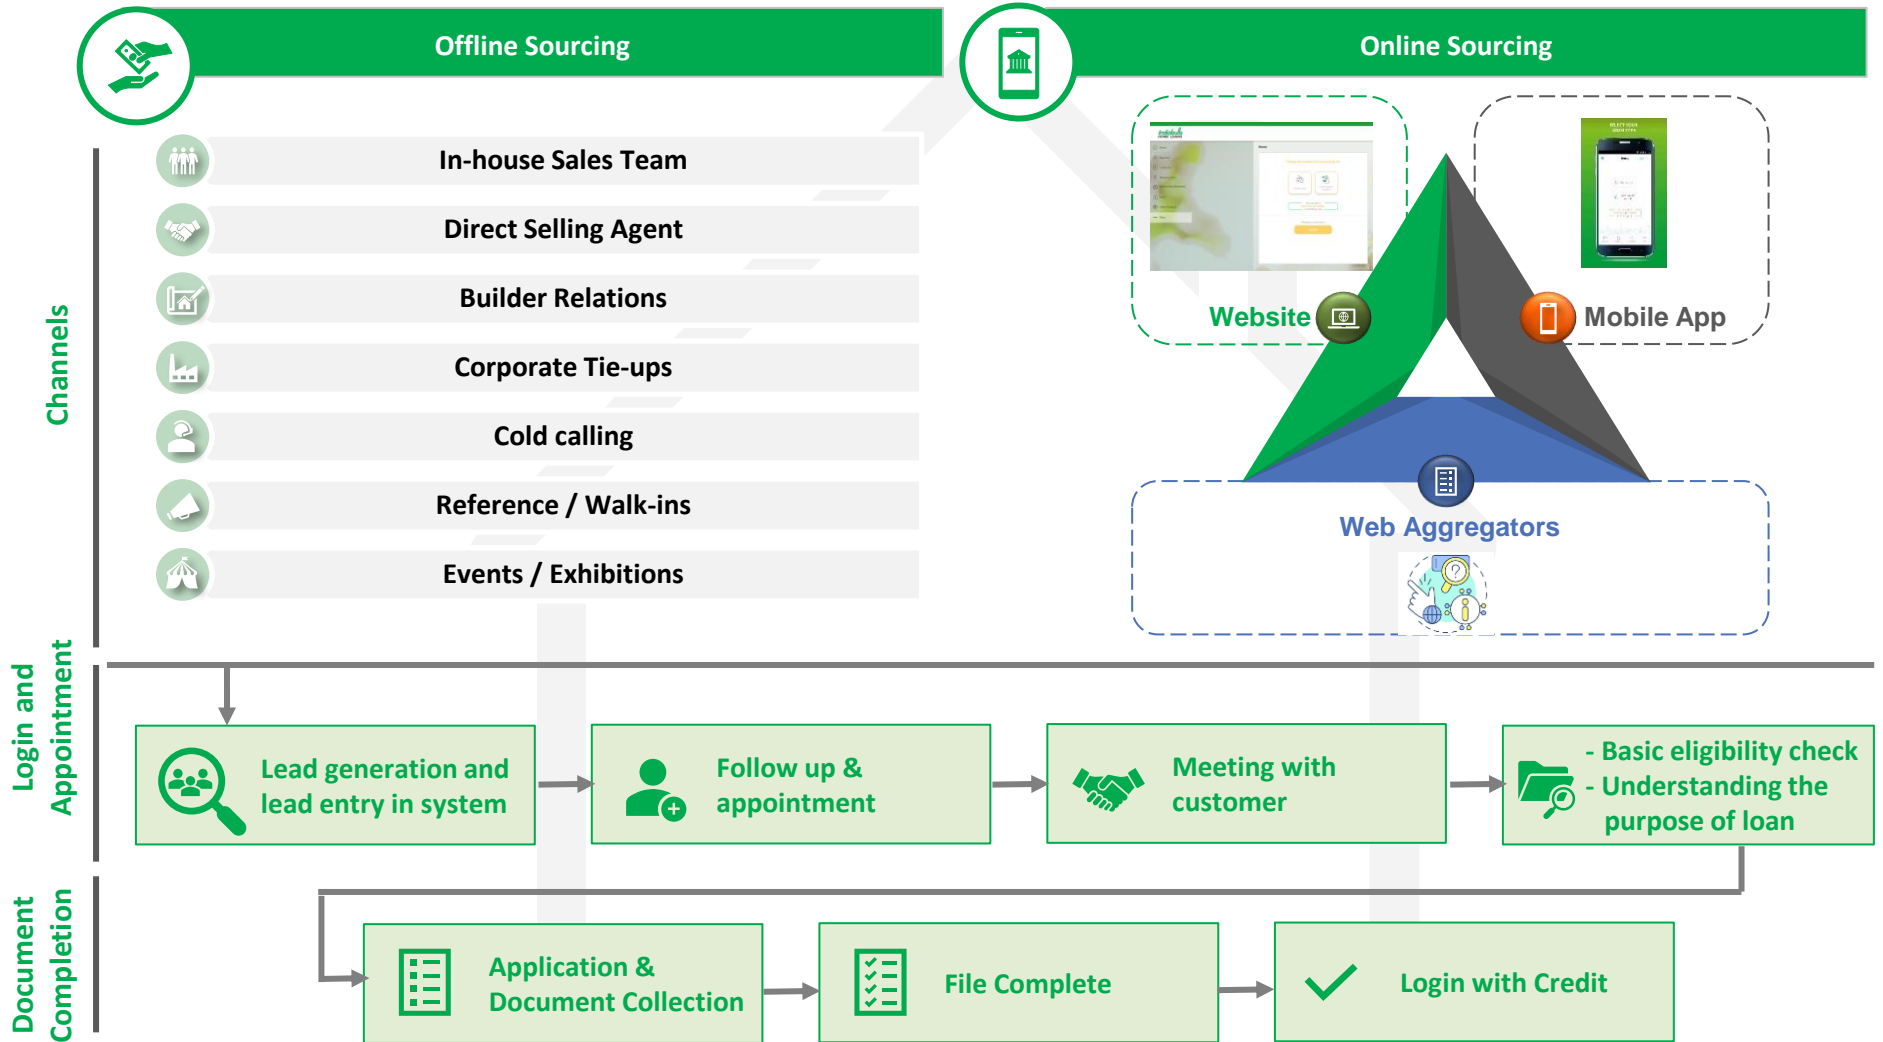 Offline Sourcing
Online Sourcing
Channels
In-house Sales Team
Direct Selling Agent
Builder Relations
Corporate Tie-ups
Cold calling
Reference / Walk-ins
Events / Exhibitions
Website
Mobile App
Web Aggregators
Login and
Appointment
Lead generation and
lead entry in system
Follow up &
appointment
Meeting with
customer
- Basic eligibility check
- Understanding the
purpose of loan
Document
Completion
Application &
Document Collection
File Complete
Login with Credit